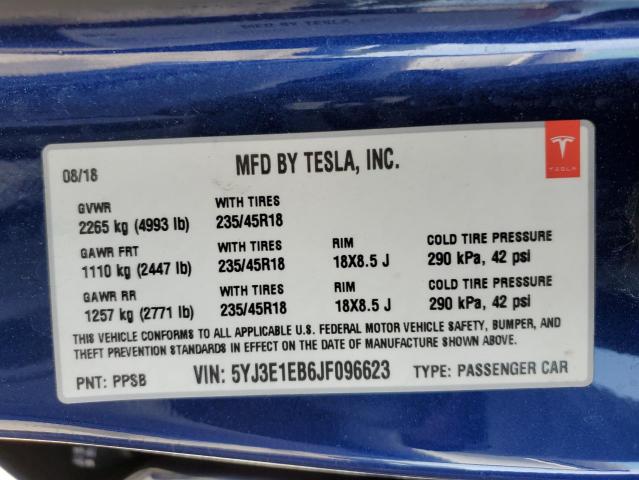 MFD BY TESLA, INC.
08/18
TESLA
GVWR
2265 kg (4993 lb)
WITH TIRES
235/45R18
GAWR FRT
1110 kg (2447 lb)
WITH TIRES
235/45R18
RIM
18X8.5 J
COLD TIRE PRESSURE
290 kPa, 42 psi
GAWR RR
1257 kg (2771 lb)
WITH TIRES
235/45R18
RIM
18X8.5 J
COLD TIRE PRESSURE
290 kPa, 42 psi
THIS VEHICLE CONFORMS TO ALL APPLICABLE U.S. FEDERAL MOTOR VEHICLE SAFETY, BUMPER, AND
THEFT PREVENTION STANDARDS IN EFFECT ON THE DATE OF MANUFACTURE SHOWN ABOVE.
PNT: PPSB
VIN: 5YJ3E1EB6JF096623
TYPE: PASSENGER CAR